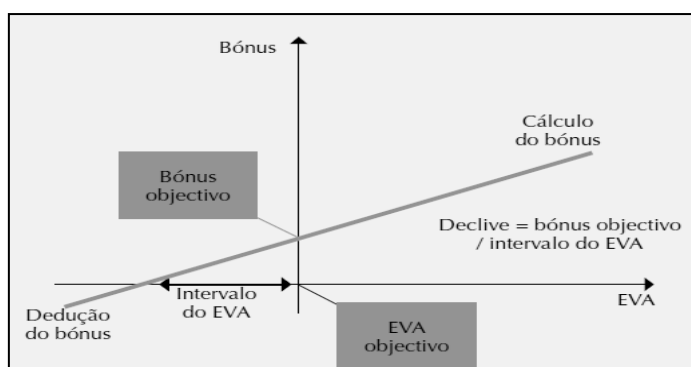 Bónus
Cálculo
do bónus
Bónus
objectivo
Declive = bónus objectivo
/ intervalo do EVA
Intervalo
do EVA
EVA
Dedução
do bónus
EVA
objectivo